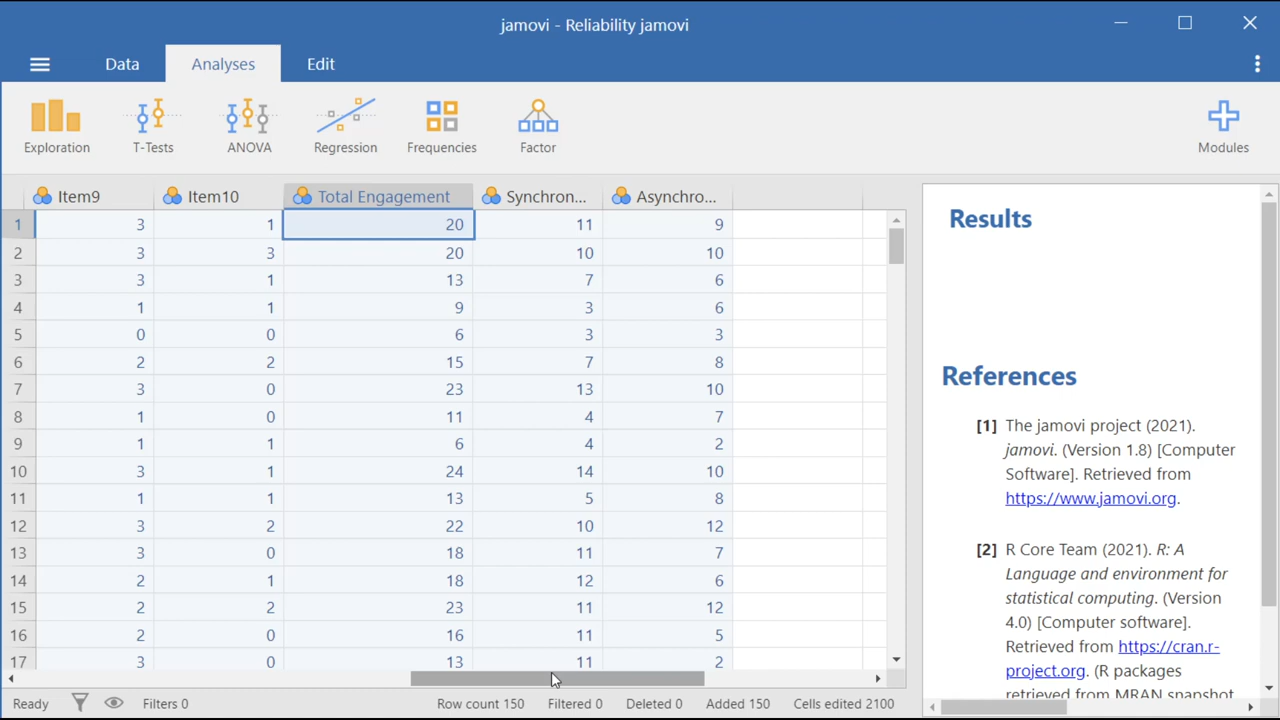 jamovi - Reliability jamovi
Data Analyses Edit
Exploration T-Tests ANOVA Regression Frequencies Factor Modules
Item9 Item10 Total Engagement Synchron... Asynchro...
1 3 1 20 11 9
2 3 3 20 10 10
3 3 1 13 7 6
4 1 1 9 3 6
5 0 0 6 3 3
6 2 2 15 7 8
7 3 0 23 13 10
8 1 0 11 4 7
9 1 1 6 4 2
10 3 1 24 14 10
11 1 1 13 5 8
12 3 2 22 10 12
13 3 0 18 11 7
14 2 1 18 12 6
15 2 2 23 11 12
16 2 0 16 11 5
17 3 0 13 11 2
Ready Filters 0 Row count 150 Filtered 0 Deleted 0 Added 150 Cells edited 2100
Results
References
[1] The jamovi project (2021).
jamovi. (Version 1.8) [Computer
Software]. Retrieved from
https://www.jamovi.org.
[2] R Core Team (2021). R: A
Language and environment for
statistical computing. (Version
4.0) [Computer software].
Retrieved from https://cran.r-
project.org. (R packages
retrieved from MRAN snapshot